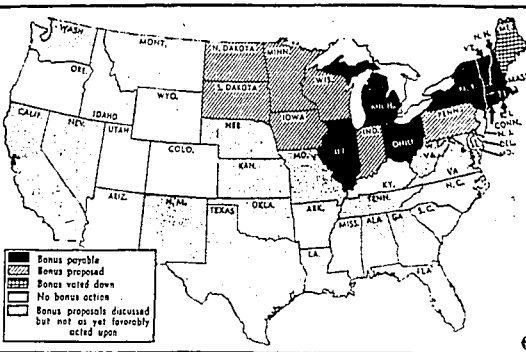 WASH.
MONT.
N. DAKOTA
MINN.
VT.
N. H.
ME.
ORE.
IDAHO
WYO.
S. DAKOTA
WIS.
MICH.
N.Y.
MASS.
R. I.
CONN.
N. J.
DEL.
CALIF.
NEV.
UTAH
COLO.
NEB.
IOWA
ILL.
IND.
OHIO
PENN.
KAN.
MO.
KY.
W. VA.
VA.
ARIZ.
N. M.
TEXAS
OKLA.
ARK.
TENN.
N. C.
S. C.
MISS.
ALA.
GA.
LA.
FLA.
Bonus payable
Bonus proposed
Bonus voted down
No bonus action
Bonus proposals discussed
but not as yet favorably
acted upon